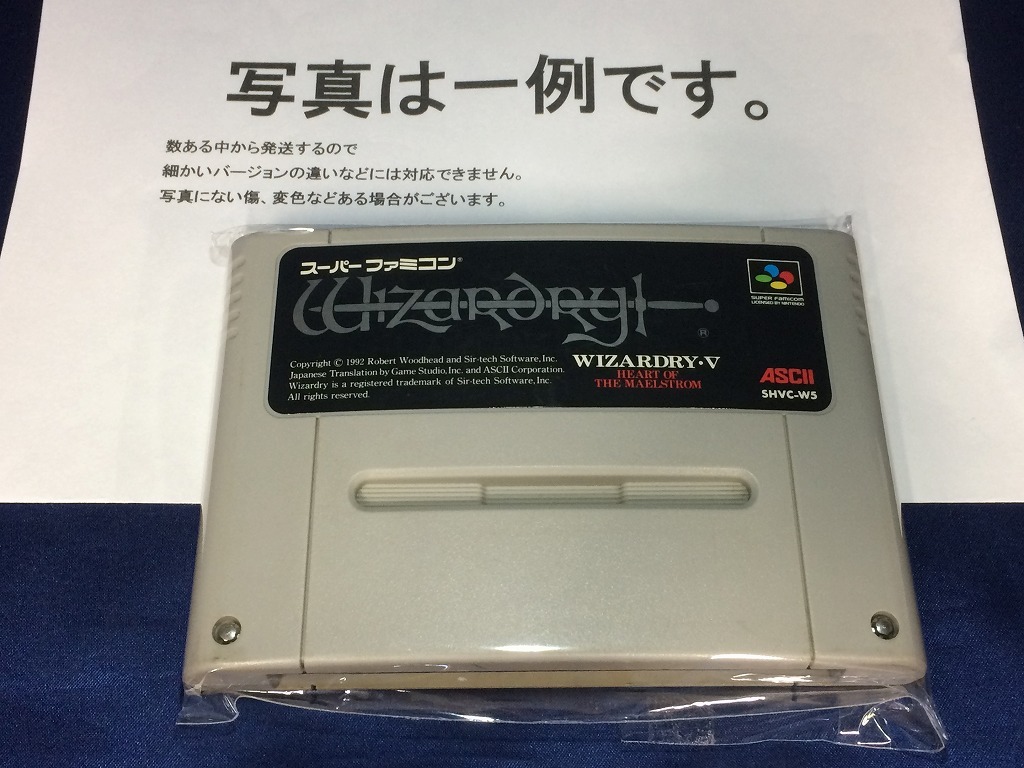 写真は一例です。
数ある中から発送するので
細かいバージョンの違いなどには対応できません。
写真にない傷、変色などある場合がございます。
スーパーファミコン®
Wizardry
®
SUPER FAMICOM
LICENSED BY NINTENDO
Copyright © 1992 Robert Woodhead and Sir-tech Software, Inc.
Japanese Translation by Game Studio, Inc. and ASCII Corporation.
Wizardry is a registered trademark of Sir-tech Software, Inc.
All rights reserved.
WIZARDRY・V
HEART OF
THE MAELSTROM
ASCII
SHVC-W5